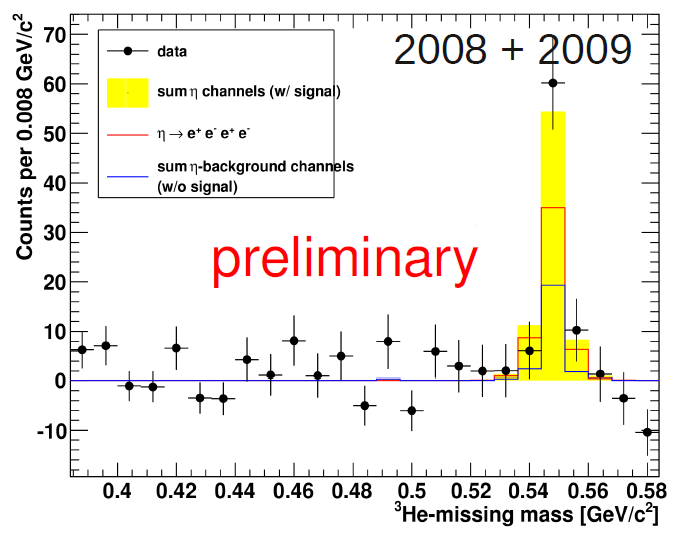 2008 + 2009
data
sum η channels (w/ signal)
η → e⁺ e⁻ e⁺ e⁻
sum η-background channels
(w/o signal)
preliminary
Counts per 0.008 GeV/c²
70
60
50
40
30
20
10
0
-10
0.4 0.42 0.44 0.46 0.48 0.5 0.52 0.54 0.56 0.58
³He-missing mass [GeV/c²]